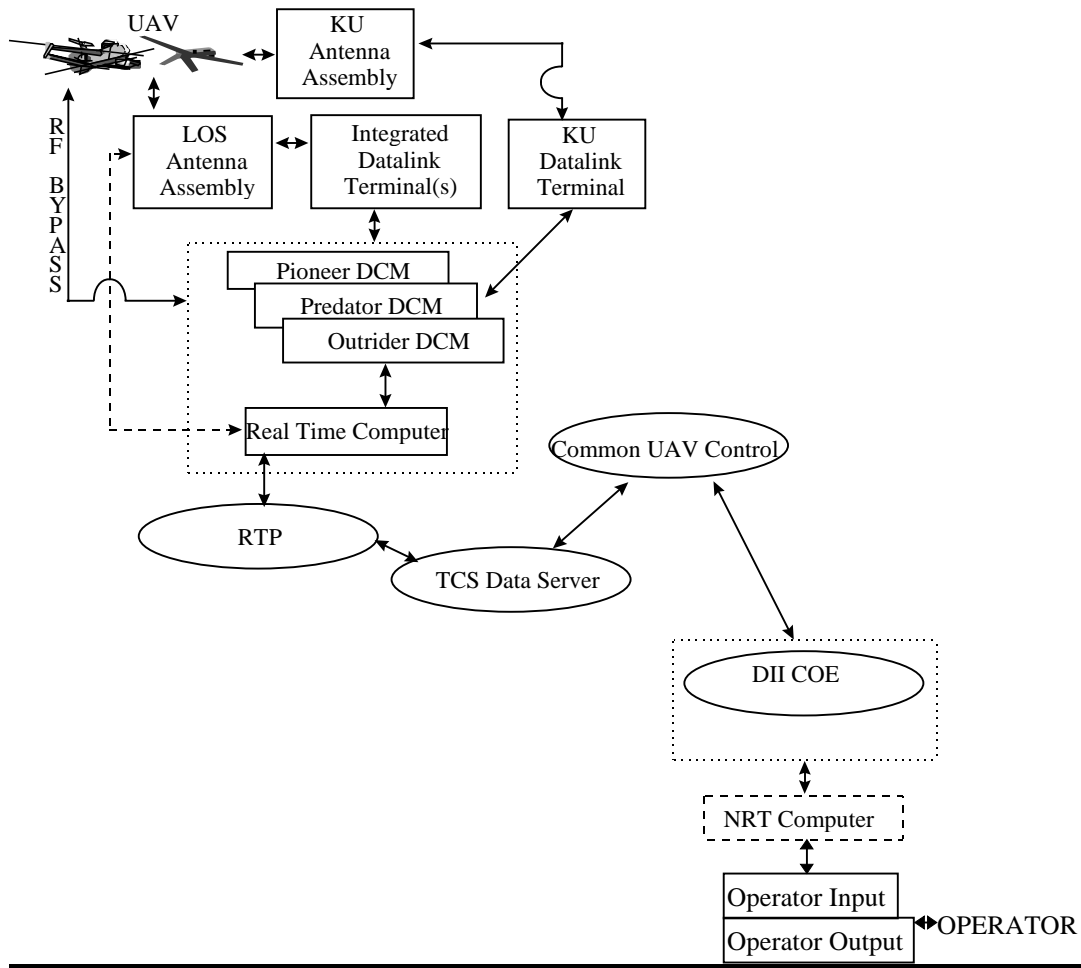 UAV
KU
Antenna
Assembly
RF BYPASS
LOS
Antenna
Assembly
Integrated
Datalink
Terminal(s)
KU
Datalink
Terminal
Pioneer DCM
Predator DCM
Outrider DCM
Real Time Computer
Common UAV Control
RTP
TCS Data Server
DII COE
NRT Computer
Operator Input
OPERATOR
Operator Output